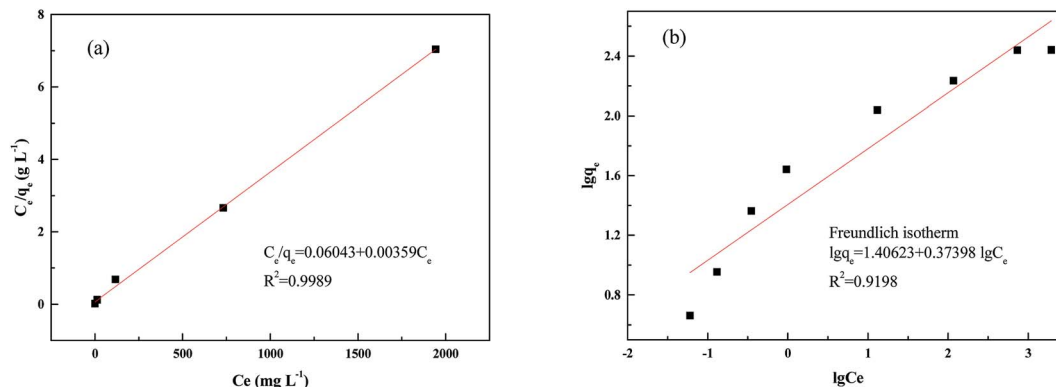 (a)
8
6
4
2
0
C_e/q_e (g L⁻¹)
C_e/q_e=0.06043+0.00359C_e
R²=0.9989
0
500
1000
1500
2000
Ce (mg L⁻¹)
(b)
2.4
2.0
1.6
1.2
0.8
lgq_e
Freundlich isotherm
lgq_e=1.40623+0.37398 lgC_e
R²=0.9198
-2
-1
0
1
2
3
lgCe